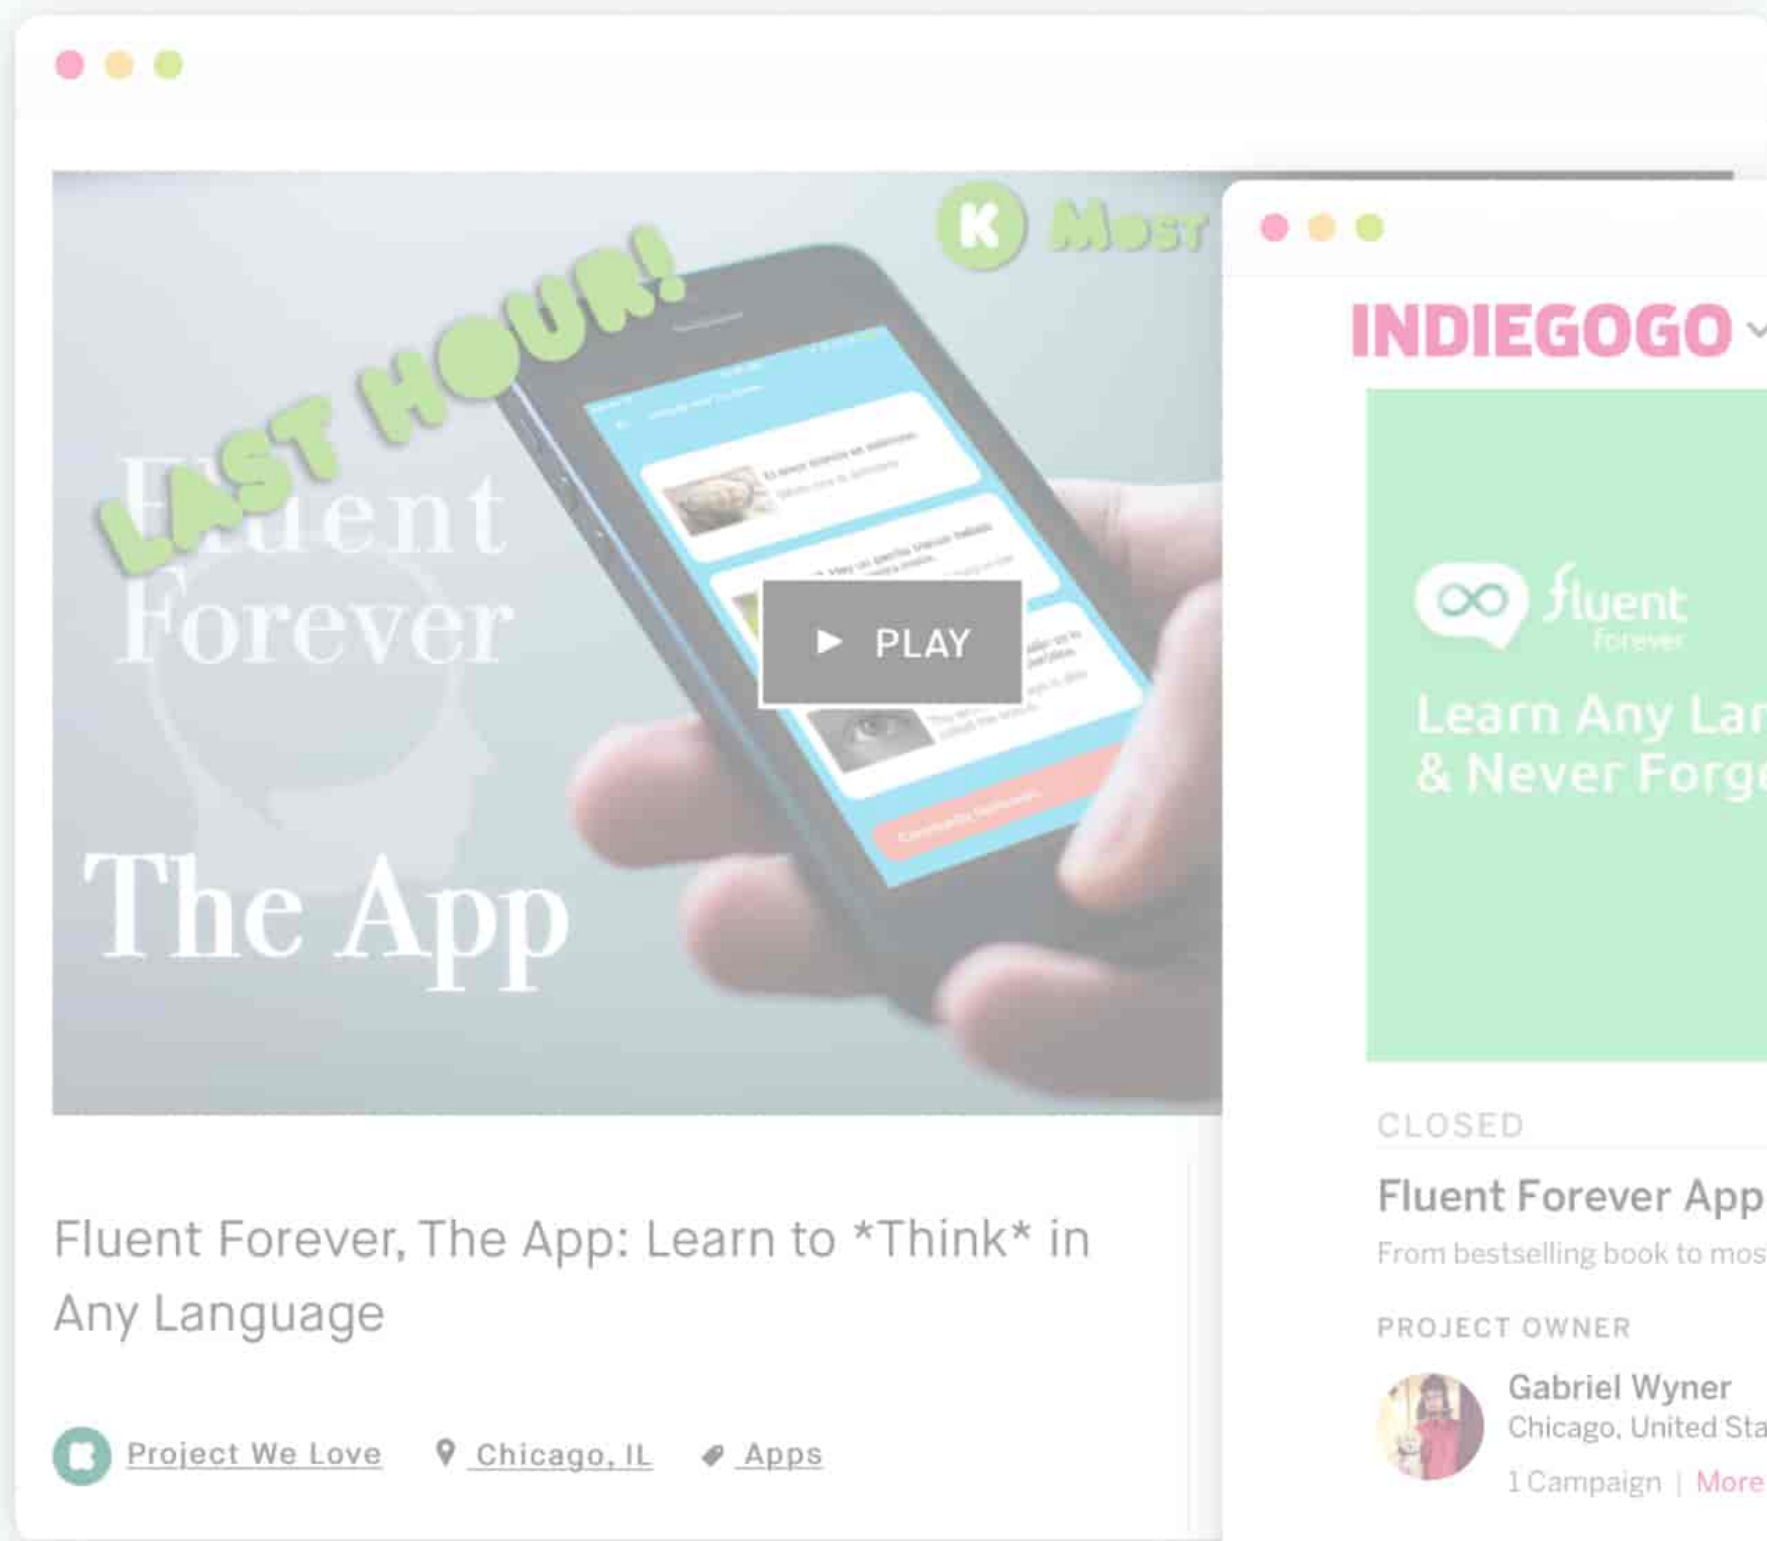 K MOST
LAST HOUR!
Fluent
Forever
PLAY
The App
Fluent Forever, The App: Learn to *Think* in
Any Language
Project We Love Chicago, IL Apps
INDIEGOGO
fluent
forever
Learn Any Lan
& Never Forge
CLOSED
Fluent Forever App
From bestselling book to mos
PROJECT OWNER
Gabriel Wyner
Chicago, United Sta
1 Campaign | More